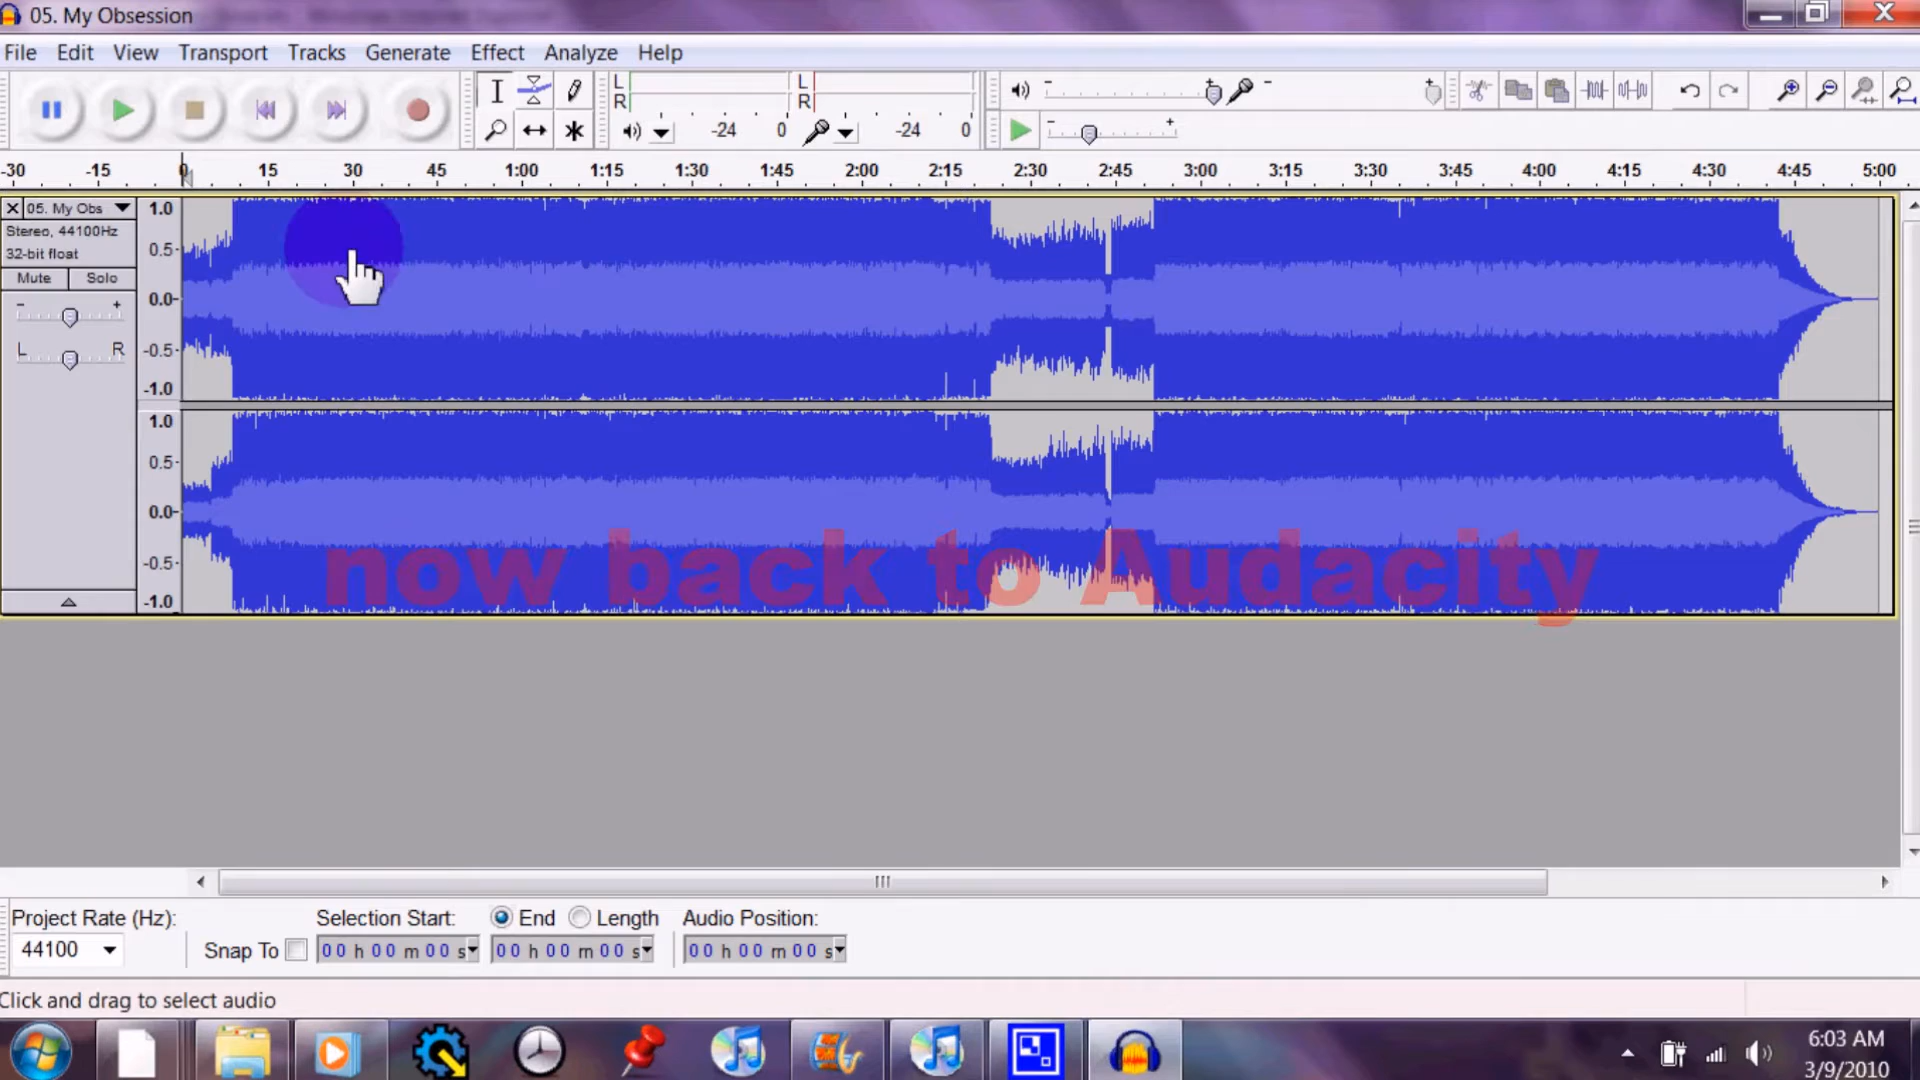 05. My Obsession
File Edit View Transport Tracks Generate Effect Analyze Help
L R L R
-24 0 -24 0
-30 -15 0 15 30 45 1:00 1:15 1:30 1:45 2:00 2:15 2:30 2:45 3:00 3:15 3:30 3:45 4:00 4:15 4:30 4:45 5:00
05. My Obs
Stereo, 44100Hz
32-bit float
Mute Solo
- +
L R
1.0
0.5
0.0
-0.5
-1.0
1.0
0.5
0.0
-0.5
-1.0
now back to Audacity
Project Rate (Hz): Selection Start: End Length Audio Position:
44100 Snap To 00 h 00 m 00 s 00 h 00 m 00 s 00 h 00 m 00 s
Click and drag to select audio
6:03 AM
3/9/2010